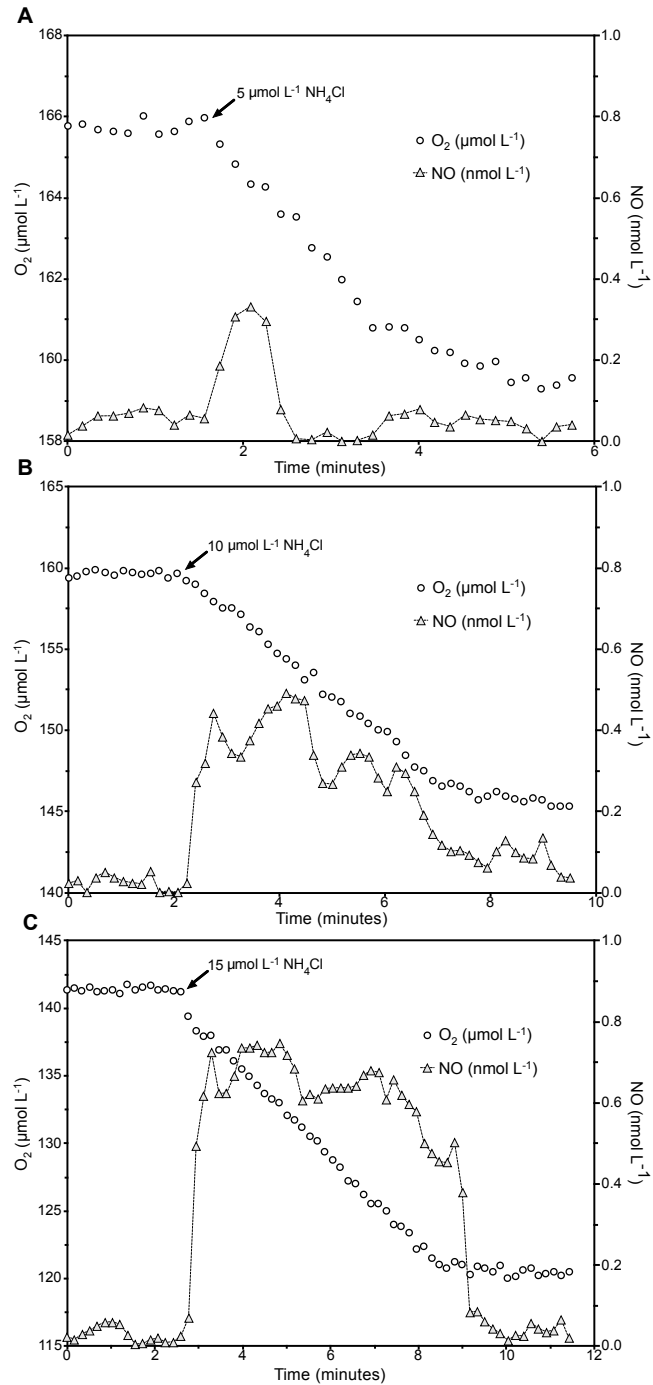 A
168
166
164
162
161
160
159
158
O₂ (µmol L⁻¹)
5 µmol L⁻¹ NH₄Cl
O₂ (µmol L⁻¹)
NO (nmol L⁻¹)
1.0
0.8
0.6
0.4
0.2
0.0
NO (nmol L⁻¹)
0 2 4 6
Time (minutes)
B
165
160
155
150
145
140
O₂ (µmol L⁻¹)
10 µmol L⁻¹ NH₄Cl
O₂ (µmol L⁻¹)
NO (nmol L⁻¹)
1.0
0.8
0.6
0.4
0.2
0.0
NO (nmol L⁻¹)
0 2 4 6 8 10
Time (minutes)
C
145
140
135
130
125
120
115
O₂ (µmol L⁻¹)
15 µmol L⁻¹ NH₄Cl
O₂ (µmol L⁻¹)
NO (nmol L⁻¹)
1.0
0.8
0.6
0.4
0.2
0.0
NO (nmol L⁻¹)
0 2 4 6 8 10 12
Time (minutes)